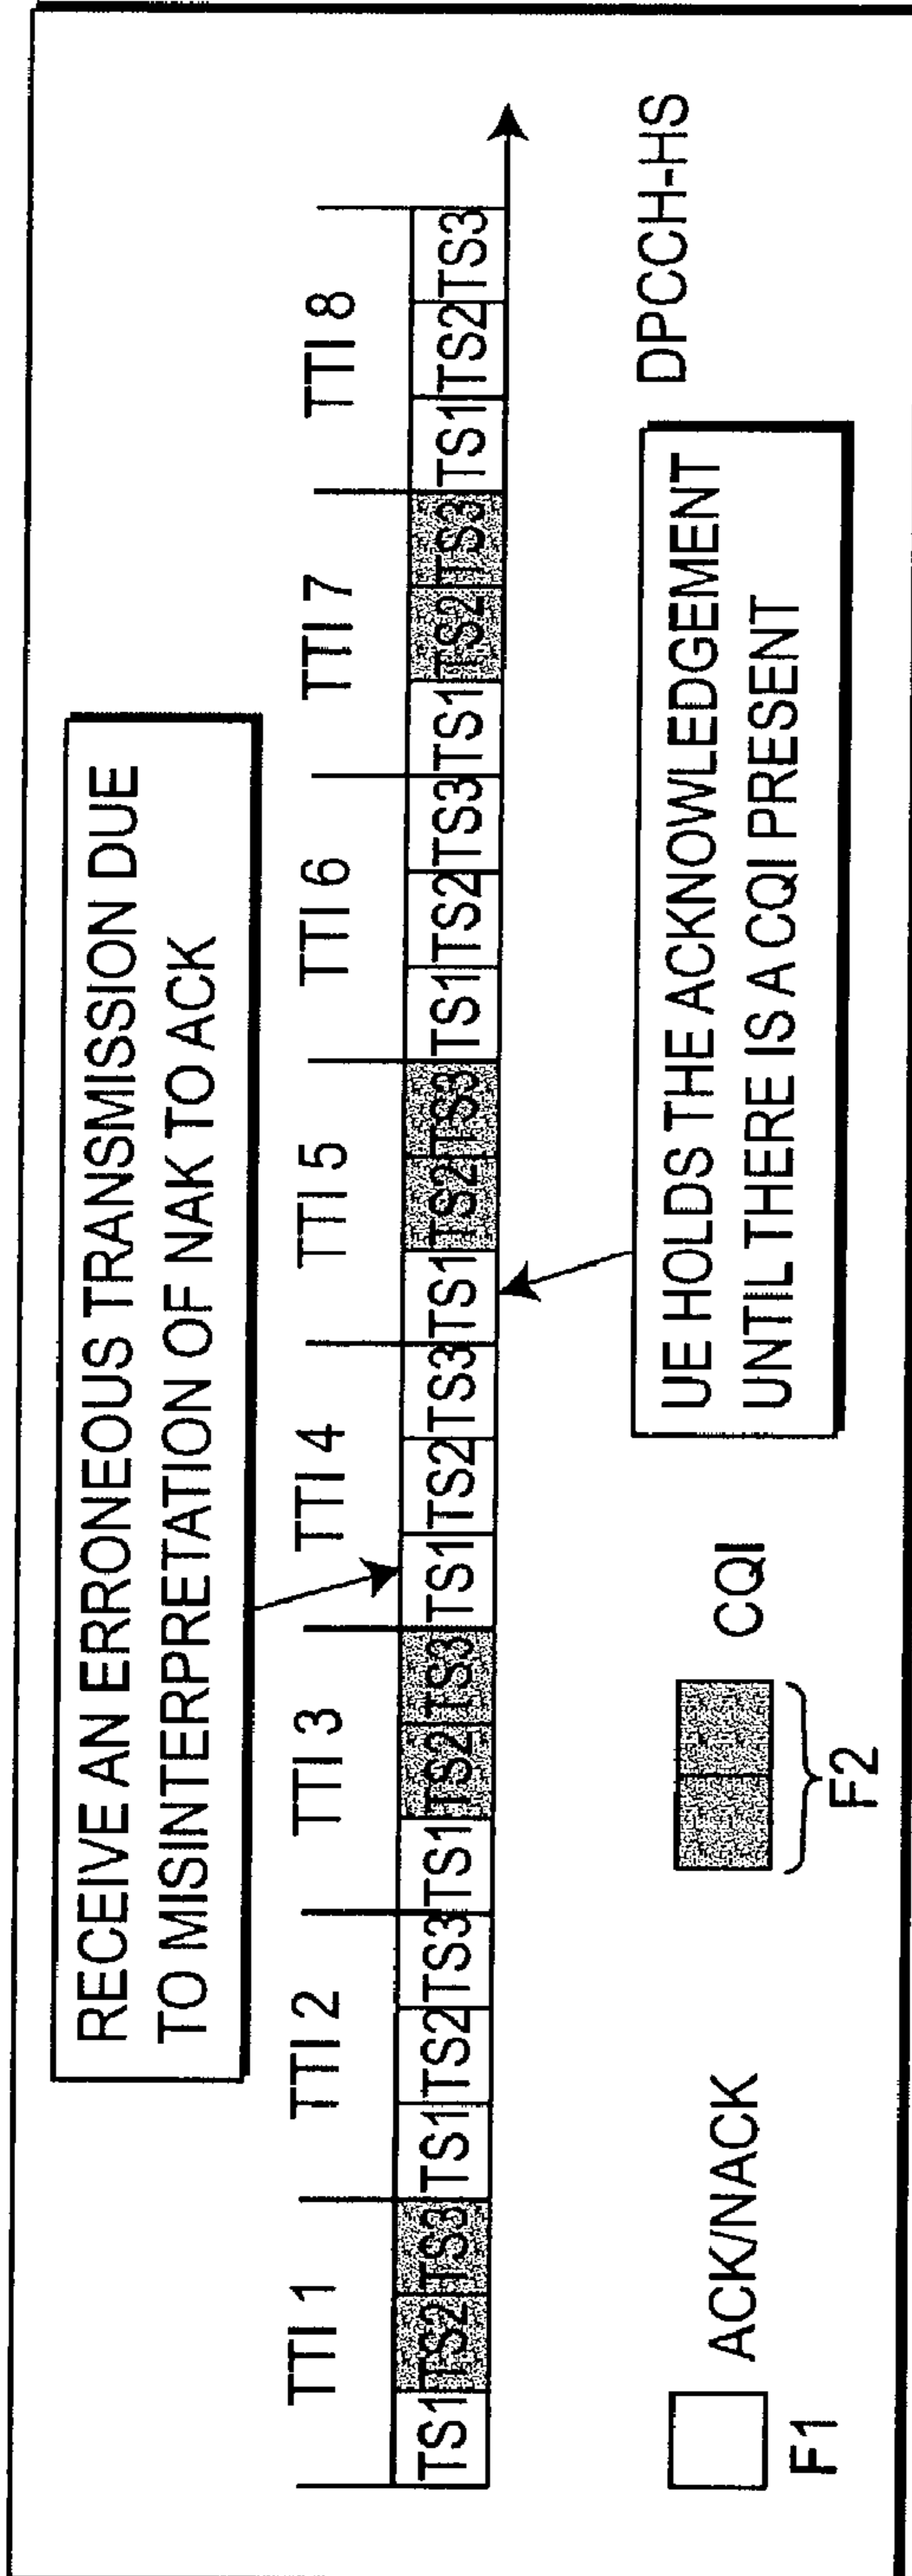 RECEIVE AN ERRONEOUS TRANSMISSION DUE
TO MISINTERPRETATION OF NAK TO ACK
TTI 1 TTI 2 TTI 3 TTI 4 TTI 5 TTI 6 TTI 7 TTI 8
TS1 TS2 TS3 TS1 TS2 TS3 TS1 TS2 TS3 TS1 TS2 TS3 TS1 TS2 TS3 TS1 TS2 TS3 TS1 TS2 TS3 TS1 TS2 TS3
DPCCH-HS
UE HOLDS THE ACKNOWLEDGEMENT
UNTIL THERE IS A CQI PRESENT
ACK/NACK
F1
CQI
F2